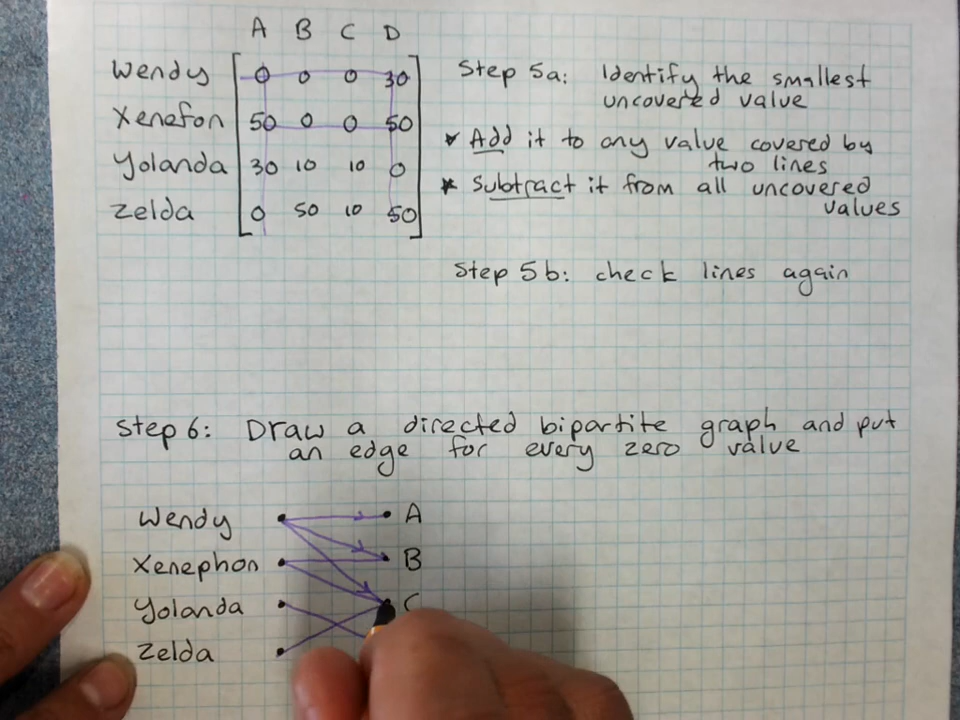 A B C D
Wendy 0 0 0 30
Xenefon 50 0 0 50
Yolanda 30 10 10 0
Zelda 0 50 10 50
Step 5a: Identify the smallest
uncovered value
* Add it to any value covered by
two lines
* Subtract it from all uncovered
values
Step 5b: check lines again
Step 6: Draw a directed bipartite graph and put
an edge for every zero value
Wendy A
Xenephon B
Yolanda C
Zelda